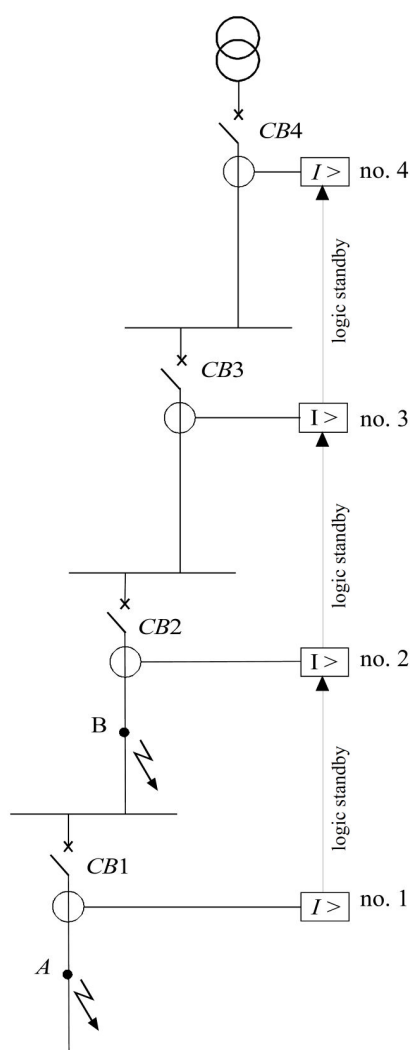 CB4
I > no. 4
logic standby
CB3
I > no. 3
logic standby
CB2
I > no. 2
B
logic standby
CB1
I > no. 1
A